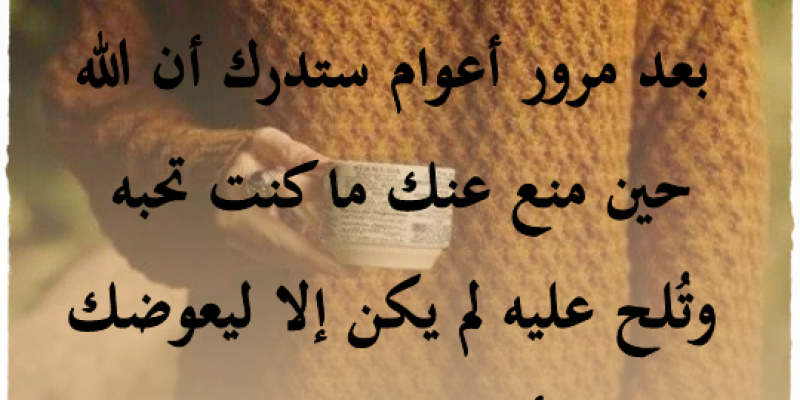 بعد مرور أعوام ستدرك أن الله
حين منع عنك ما كنت تحبه
وتُلح عليه لم يكن إلا ليعوضك